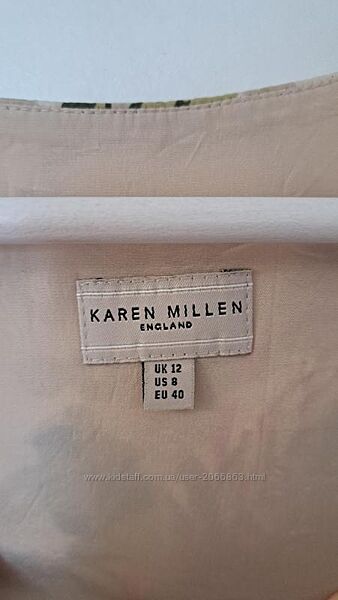 KAREN MILLEN
ENGLAND
UK 12
US 8
EU 40
www.kidstaff.com.ua/user-2066863.html